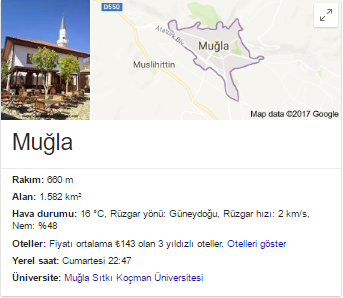 D550
Atatürk Blv.
Muğla
Muslihittin
Map data ©2017 Google
Muğla
Rakım: 660 m
Alan: 1.582 km²
Hava durumu: 16 °C, Rüzgar yönü: Güneydoğu, Rüzgar hızı: 2 km/s,
Nem: %48
Oteller: Fiyatı ortalama ₺143 olan 3 yıldızlı oteller. Otelleri göster
Yerel saat: Cumartesi 22:47
Üniversite: Muğla Sıtkı Koçman Üniversitesi